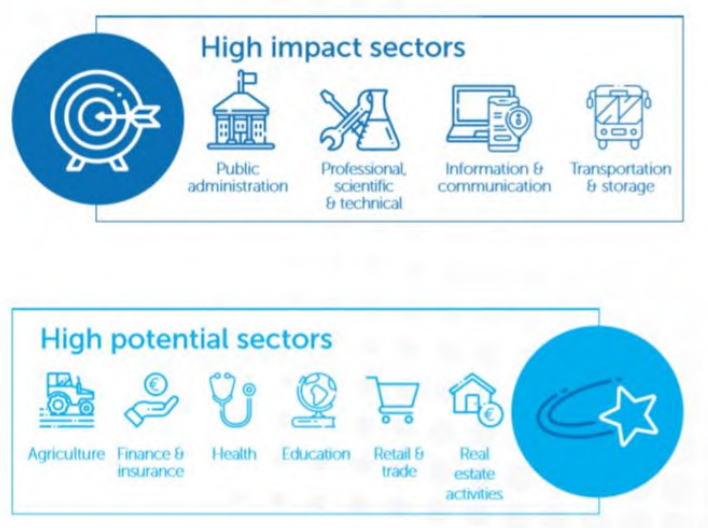 High impact sectors
Public
administration
Professional,
scientific
& technical
Information &
communication
Transportation
& storage
High potential sectors
Agriculture
Finance &
insurance
Health
Education
Retail &
trade
Real
estate
activities